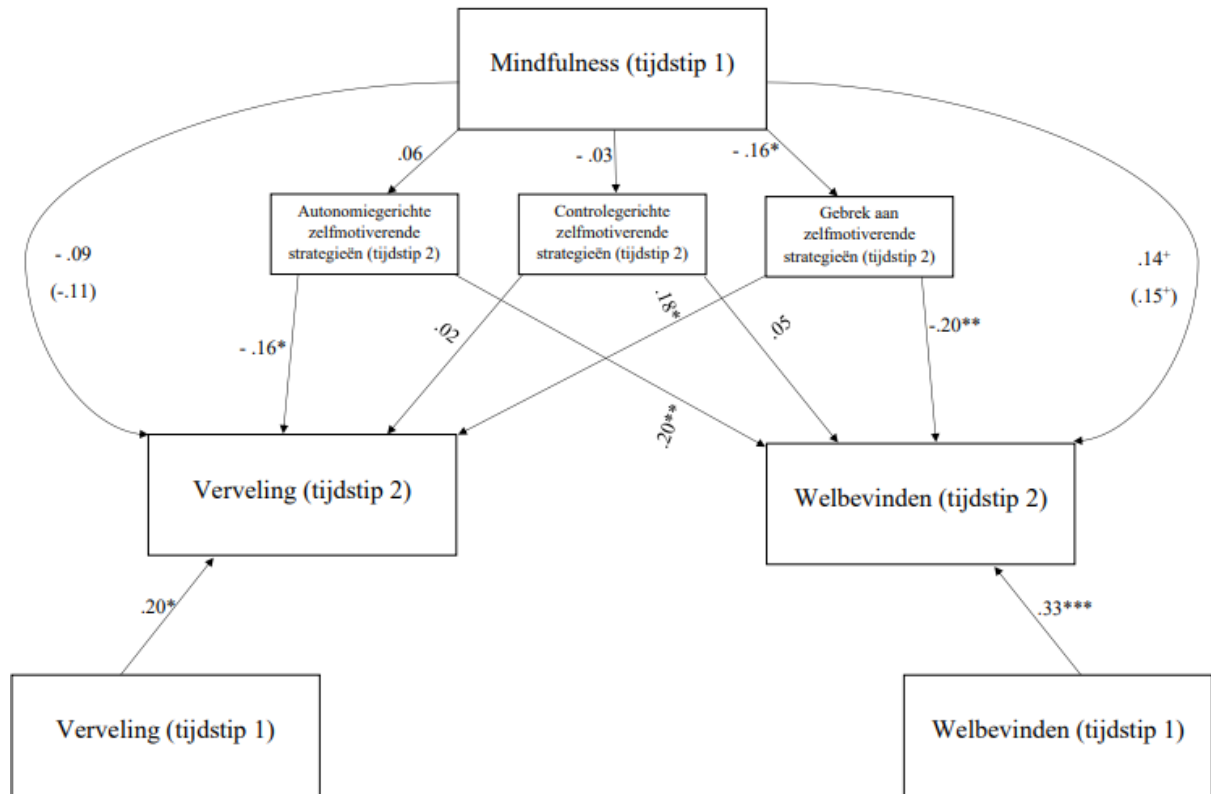 Mindfulness (tijdstip 1)
.06
- .03
- .16*
Autonomiegerichte
zelfmotiverende
strategieën (tijdstip 2)
Controlegerichte
zelfmotiverende
strategieën (tijdstip 2)
Gebrek aan
zelfmotiverende
strategieën (tijdstip 2)
- .09
(-.11)
.14⁺
(.15⁺)
- .16*
.02
.18*
.05
-.20**
.20**
Verveling (tijdstip 2)
Welbevinden (tijdstip 2)
.20*
.33***
Verveling (tijdstip 1)
Welbevinden (tijdstip 1)